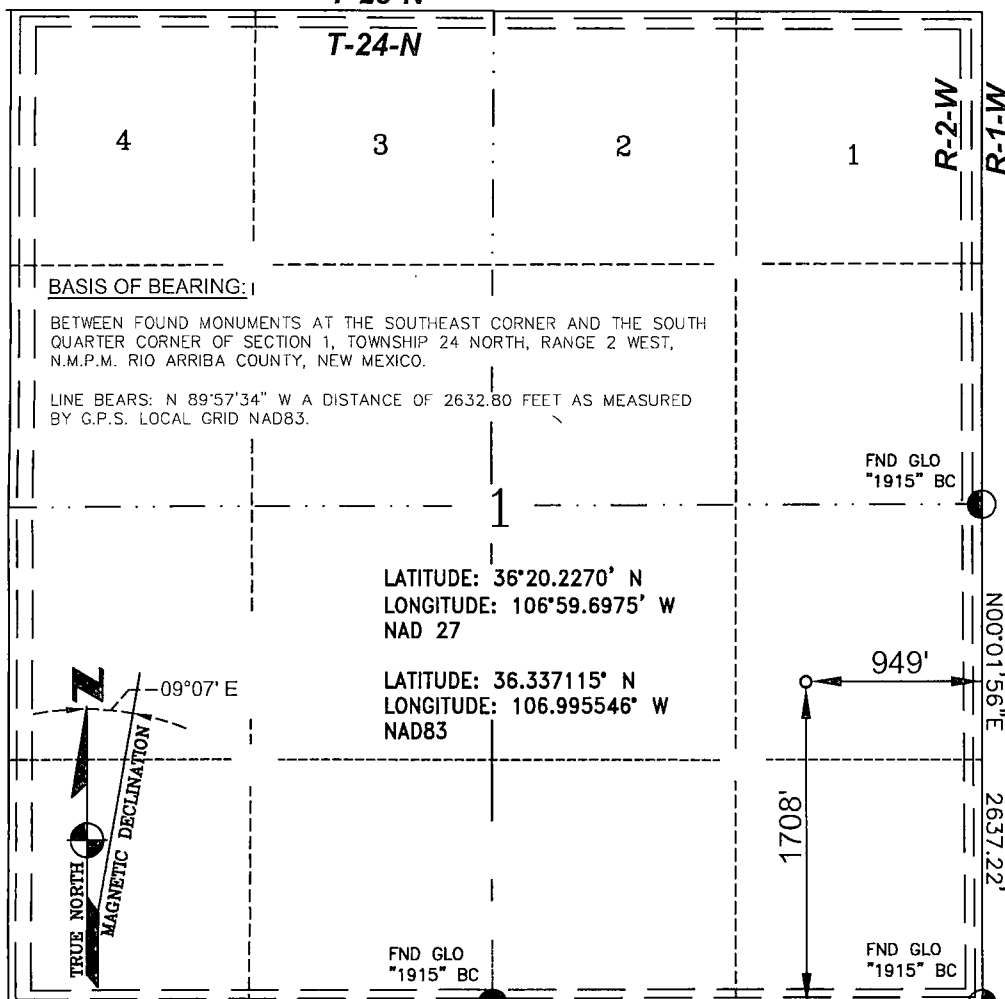 T-24-N
R-2-W
R-1-W
4
3
2
1
BASIS OF BEARING:
BETWEEN FOUND MONUMENTS AT THE SOUTHEAST CORNER AND THE SOUTH
QUARTER CORNER OF SECTION 1, TOWNSHIP 24 NORTH, RANGE 2 WEST,
N.M.P.M. RIO ARRIBA COUNTY, NEW MEXICO.
LINE BEARS: N 89°57'34" W A DISTANCE OF 2632.80 FEET AS MEASURED
BY G.P.S. LOCAL GRID NAD83.
FND GLO
"1915" BC
1
LATITUDE: 36°20.2270' N
LONGITUDE: 106°59.6975' W
NAD 27
LATITUDE: 36.337115° N
LONGITUDE: 106.995546° W
NAD83
N00°01'56"E 2637.22'
949'
1708'
N
09°07' E
TRUE NORTH
MAGNETIC DECLINATION
FND GLO
"1915" BC
FND GLO
"1915" BC